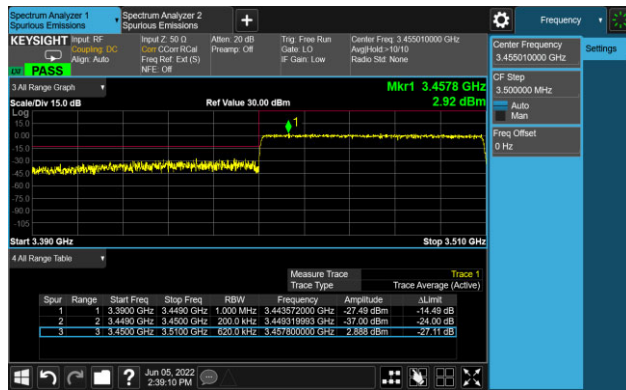 Spectrum Analyzer 1
Spurious Emissions
Spectrum Analyzer 2
Spurious Emissions
Frequency
KEYSIGHT
Input: RF
Coupling: DC
Align: Auto
Input Z: 50 Ω
Corr CCorr RCal
Freq Ref: Ext (S)
NFE: Off
Atten: 20 dB
Preamp: Off
Trig: Free Run
Gate: LO
IF Gain: Low
Center Freq: 3.455010000 GHz
Avg|Hold:>10/10
Radio Std: None
PASS
Center Frequency
3.455010000 GHz
Settings
CF Step
3.500000 MHz
Auto
Man
Freq Offset
0 Hz
3 All Range Graph
Mkr1 3.4578 GHz
Scale/Div 15.0 dB
Ref Value 30.00 dBm
2.92 dBm
Log
15.0
1
0.00
-15.0
-45.0
-60.0
-75.0
-90.0
-105
Start 3.390 GHz
Stop 3.510 GHz
4 All Range Table
Measure Trace Trace 1
Trace Type Trace Average (Active)
Spur Range Start Freq Stop Freq RBW Frequency Amplitude ΔLimit
1 1 3.3900 GHz 3.4490 GHz 1.000 MHz 3.443572000 GHz -27.49 dBm -14.49 dB
2 2 3.4490 GHz 3.4500 GHz 200.0 kHz 3.449319993 GHz -37.00 dBm -24.00 dB
3 3 3.4500 GHz 3.5100 GHz 620.0 kHz 3.457800000 GHz 2.888 dBm -27.11 dB
Jun 05, 2022
2:39:10 PM